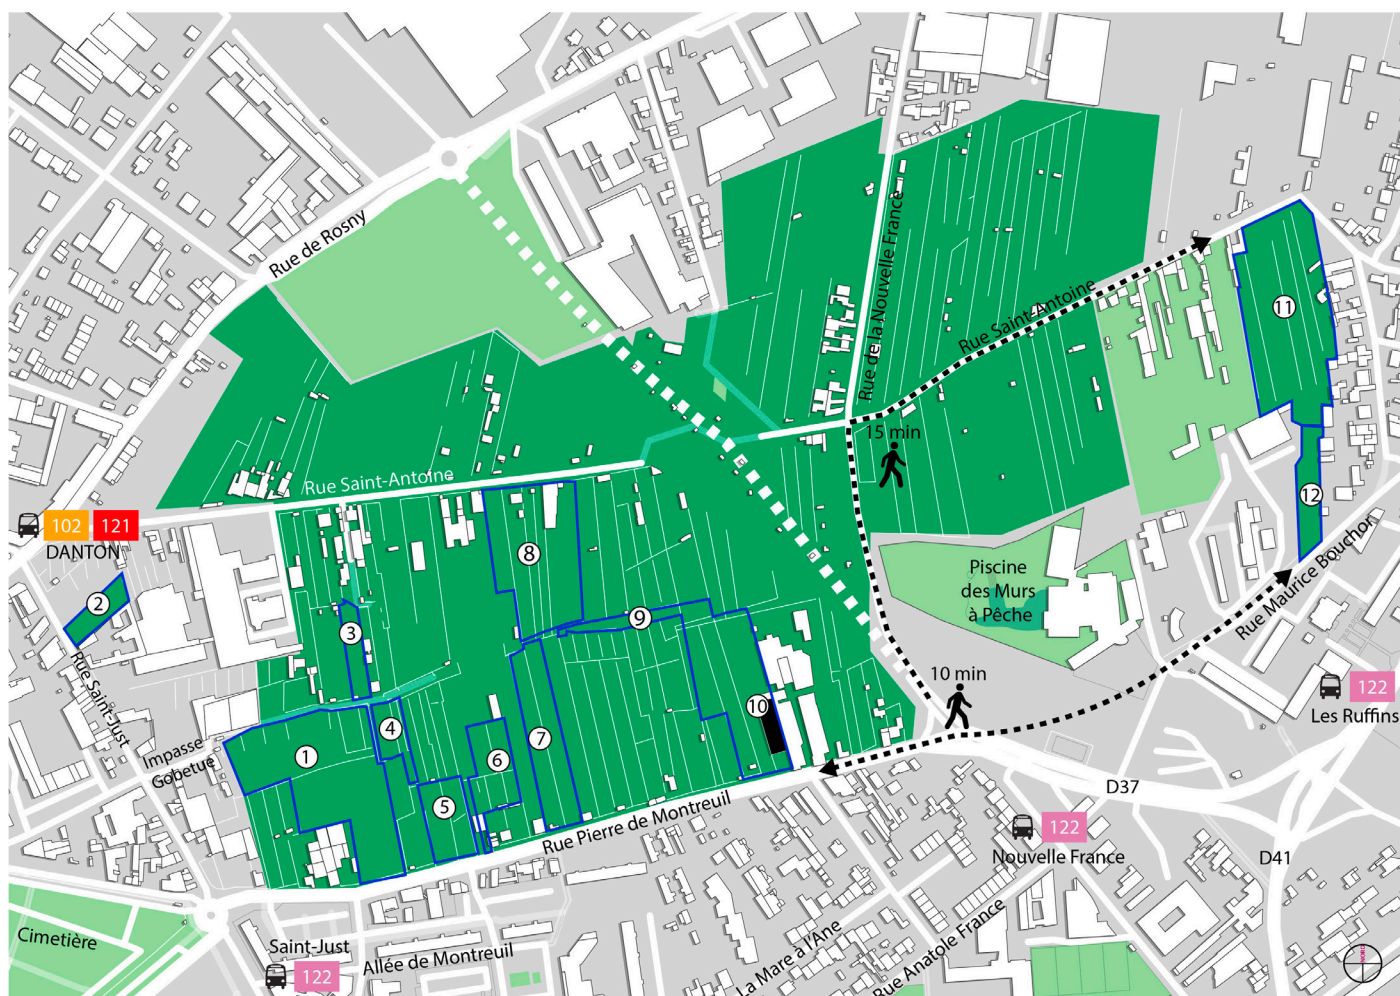 Rue de Rosny
Rue de la Nouvelle France
Rue Saint-Antoine
11
15 min
Rue Saint-Antoine
12
102 121
DANTON
8
Piscine
des Murs
à Pêche
Rue Maurice Bouchor
2
3
9
Rue Saint-Just
10 min
122
Les Ruffins
Impasse
Gobetue
1
4
5
6
7
10
Rue Pierre de Montreuil
D37
122
Nouvelle France
D41
Cimetière
Saint-Just
122
Allée de Montreuil
La Mare à l'Ane
Rue Anatole France
NORD